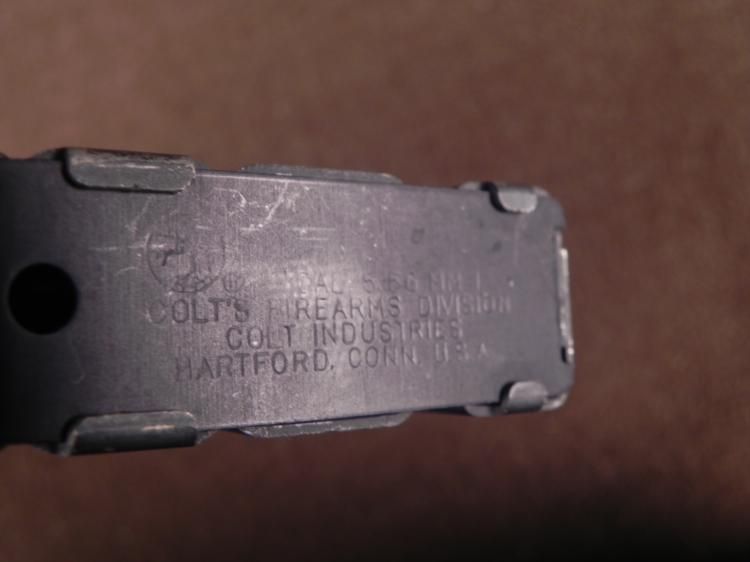 CAL. 5.56 MM
COLT'S FIREARMS DIVISION
COLT INDUSTRIES
HARTFORD, CONN. U.S.A.